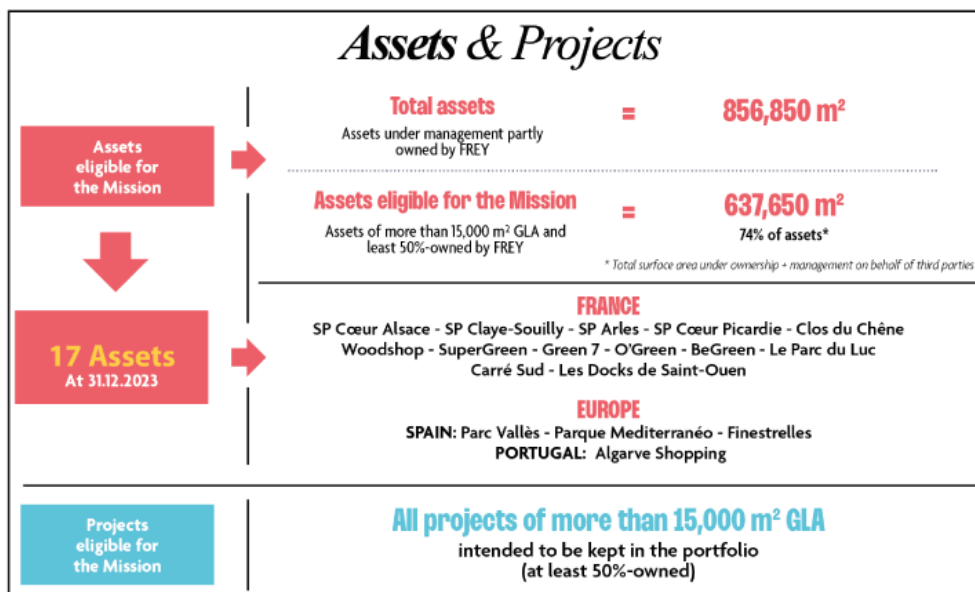 Assets & Projects
Assets
eligible for
the Mission
Total assets
Assets under management partly
owned by FREY
=
856,850 m²
Assets eligible for the Mission
Assets of more than 15,000 m² GLA and
least 50%-owned by FREY
=
637,650 m²
74% of assets*
* Total surface area under ownership + management on behalf of third parties
17 Assets
At 31.12.2023
FRANCE
SP Cœur Alsace - SP Claye-Souilly - SP Arles - SP Cœur Picardie - Clos du Chêne
Woodshop - SuperGreen - Green 7 - O'Green - BeGreen - Le Parc du Luc
Carré Sud - Les Docks de Saint-Ouen
EUROPE
SPAIN: Parc Vallès - Parque Mediterranéo - Finestrelles
PORTUGAL: Algarve Shopping
Projects
eligible for
the Mission
All projects of more than 15,000 m² GLA
intended to be kept in the portfolio
(at least 50%-owned)